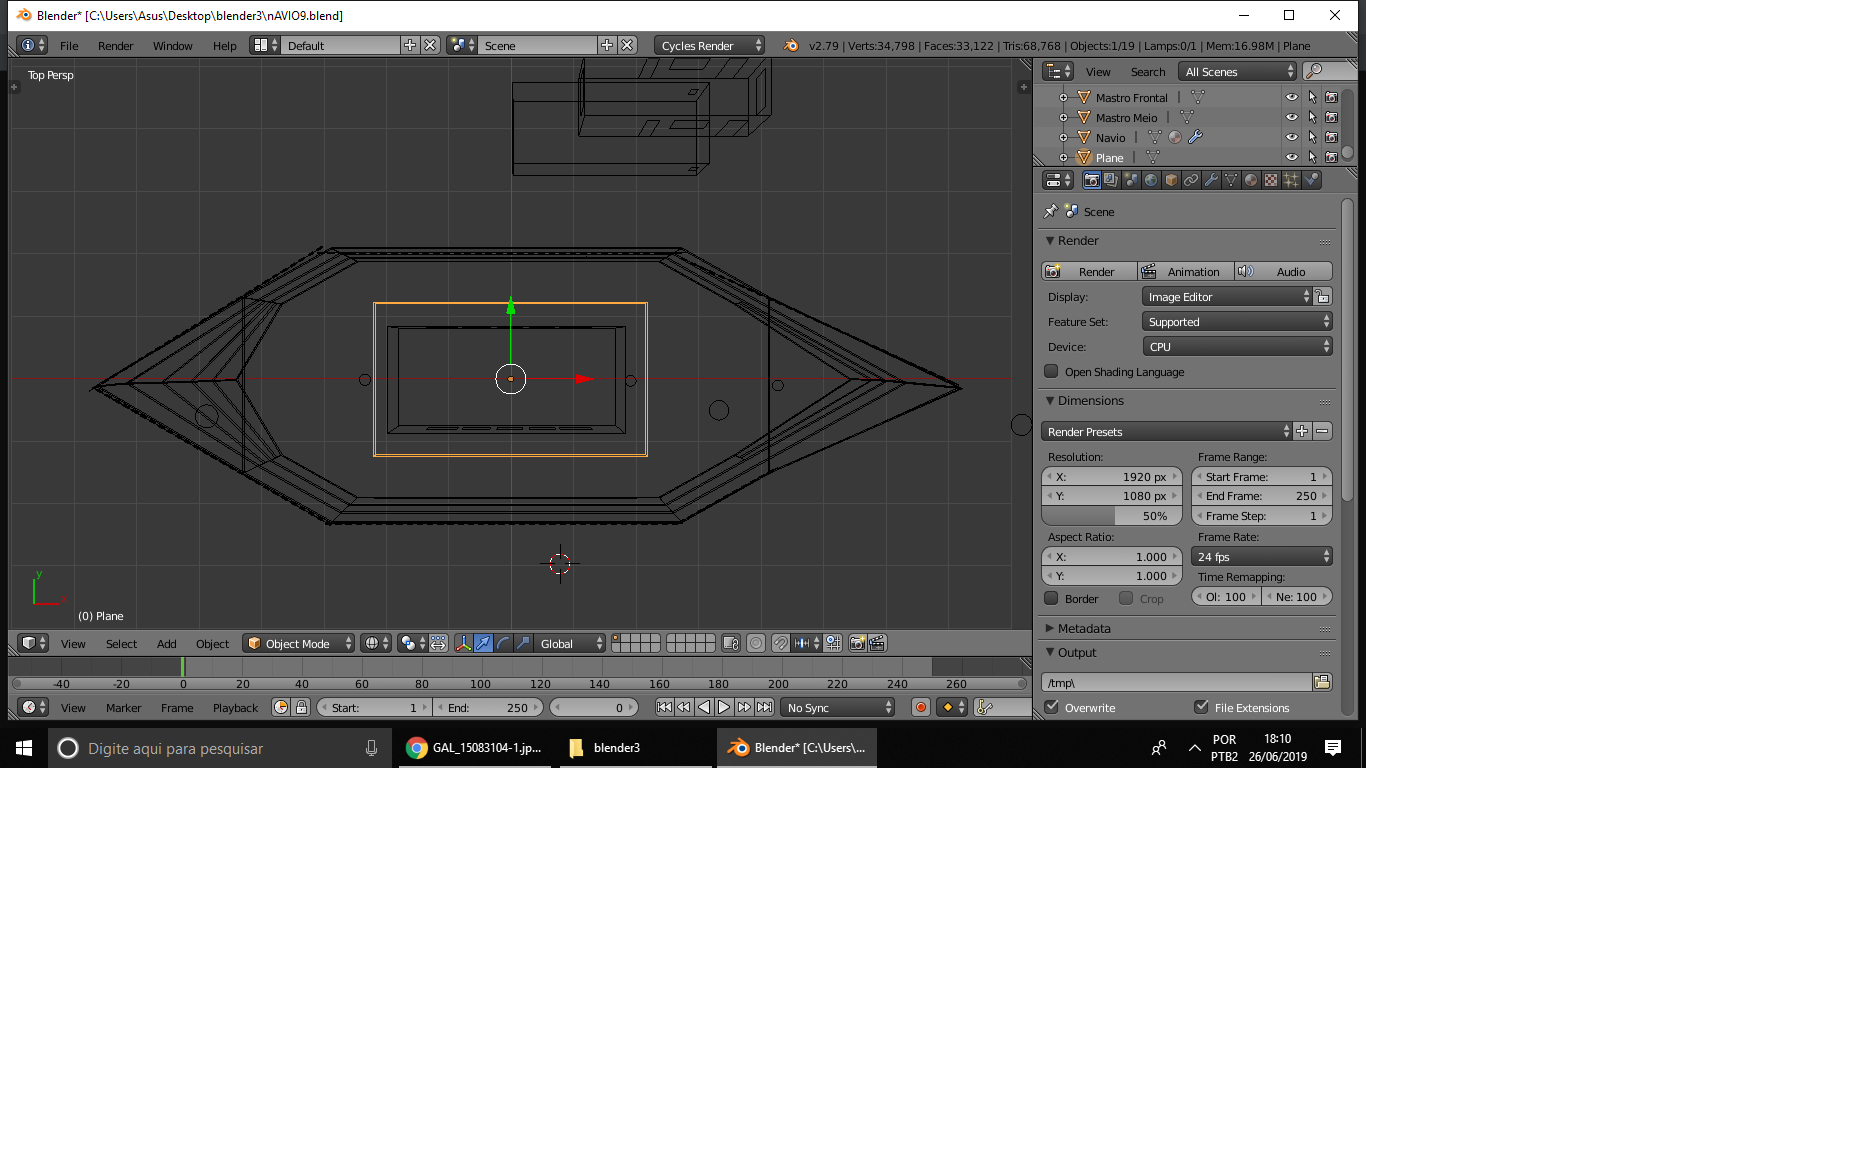 Blender* [C:\Users\Asus\Desktop\blender3\nAVIO9.blend]
File Render Window Help Default Scene Cycles Render v2.79 | Verts:34,798 | Faces:33,122 | Tris:68,768 | Objects:1/19 | Lamps:0/1 | Mem:16.98M | Plane
Top Persp
View Search All Scenes
Mastro Frontal
Mastro Meio
Navio
Plane
Scene
Render
Render Animation Audio
Display: Image Editor
Feature Set: Supported
Device: CPU
Open Shading Language
Dimensions
Render Presets
Resolution: Frame Range:
X: 1920 px Start Frame: 1
Y: 1080 px End Frame: 250
50% Frame Step: 1
Aspect Ratio: Frame Rate:
X: 1.000 24 fps
Y: 1.000 Time Remapping:
Border Crop Ol: 100 Ne: 100
Metadata
Output
/tmp\
Overwrite File Extensions
y
x
(0) Plane
View Select Add Object Object Mode Global
-40 -20 0 20 40 60 80 100 120 140 160 180 200 220 240 260
View Marker Frame Playback Start: 1 End: 250 0 No Sync
Digite aqui para pesquisar GAL_15083104-1.jp... blender3 Blender* [C:\Users\... POR 18:10
PTB2 26/06/2019